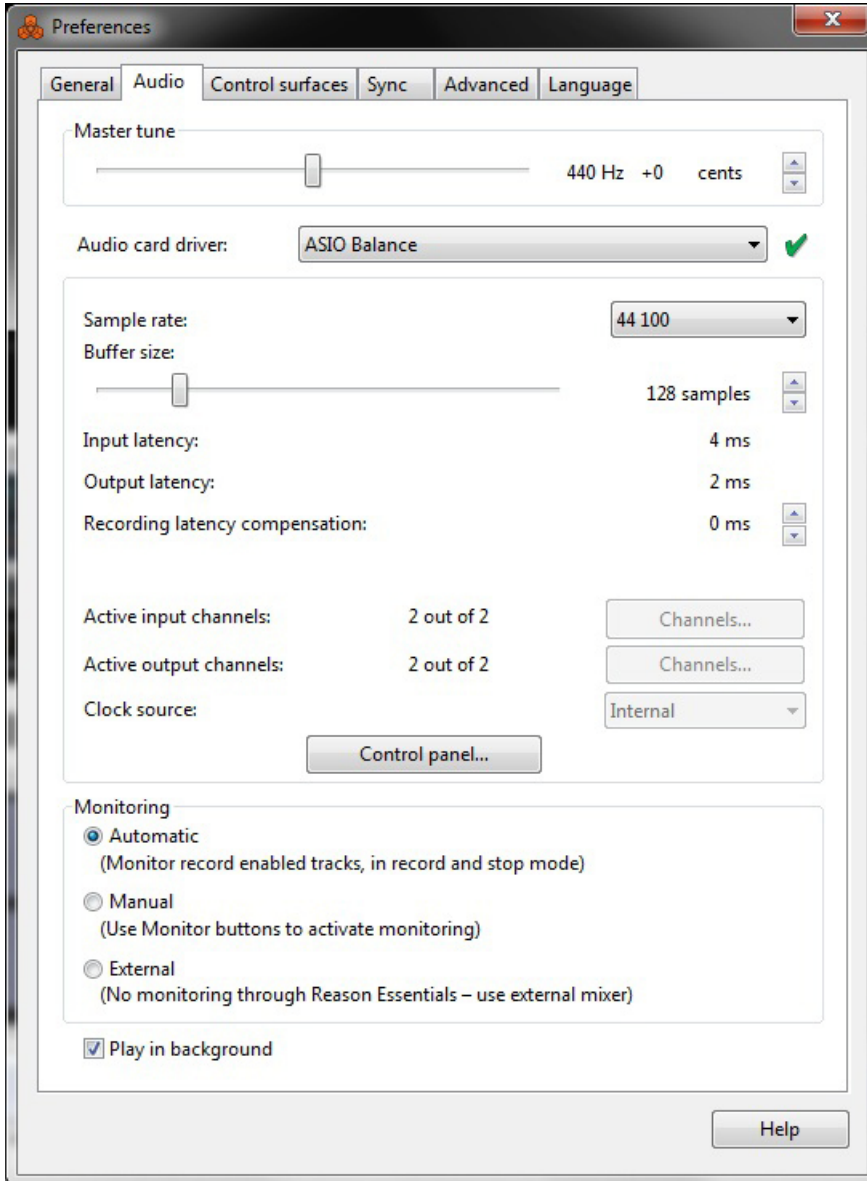 Preferences
General Audio Control surfaces Sync Advanced Language
Master tune
440 Hz +0 cents
Audio card driver: ASIO Balance
Sample rate: 44 100
Buffer size:
128 samples
Input latency: 4 ms
Output latency: 2 ms
Recording latency compensation: 0 ms
Active input channels: 2 out of 2 Channels...
Active output channels: 2 out of 2 Channels...
Clock source: Internal
Control panel...
Monitoring
Automatic
(Monitor record enabled tracks, in record and stop mode)
Manual
(Use Monitor buttons to activate monitoring)
External
(No monitoring through Reason Essentials – use external mixer)
Play in background
Help